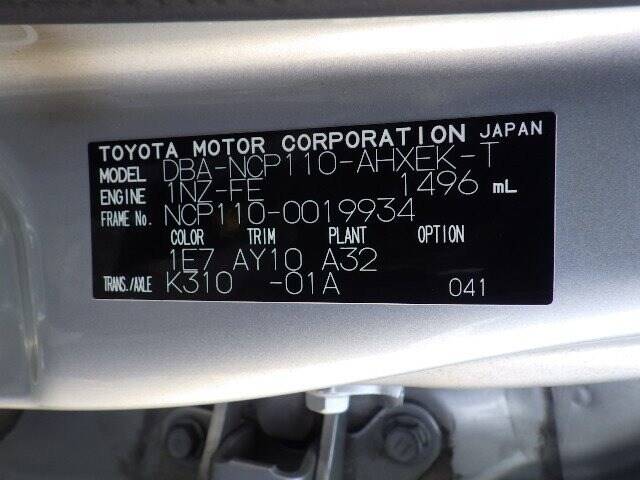 TOYOTA MOTOR CORPORATION JAPAN
MODEL DBA-NCP110-AHXEK-T
ENGINE 1NZ-FE 1496 mL
FRAME No. NCP110-0019934
COLOR TRIM PLANT OPTION
1E7 AY10 A32
TRANS./AXLE K310 -01A 041